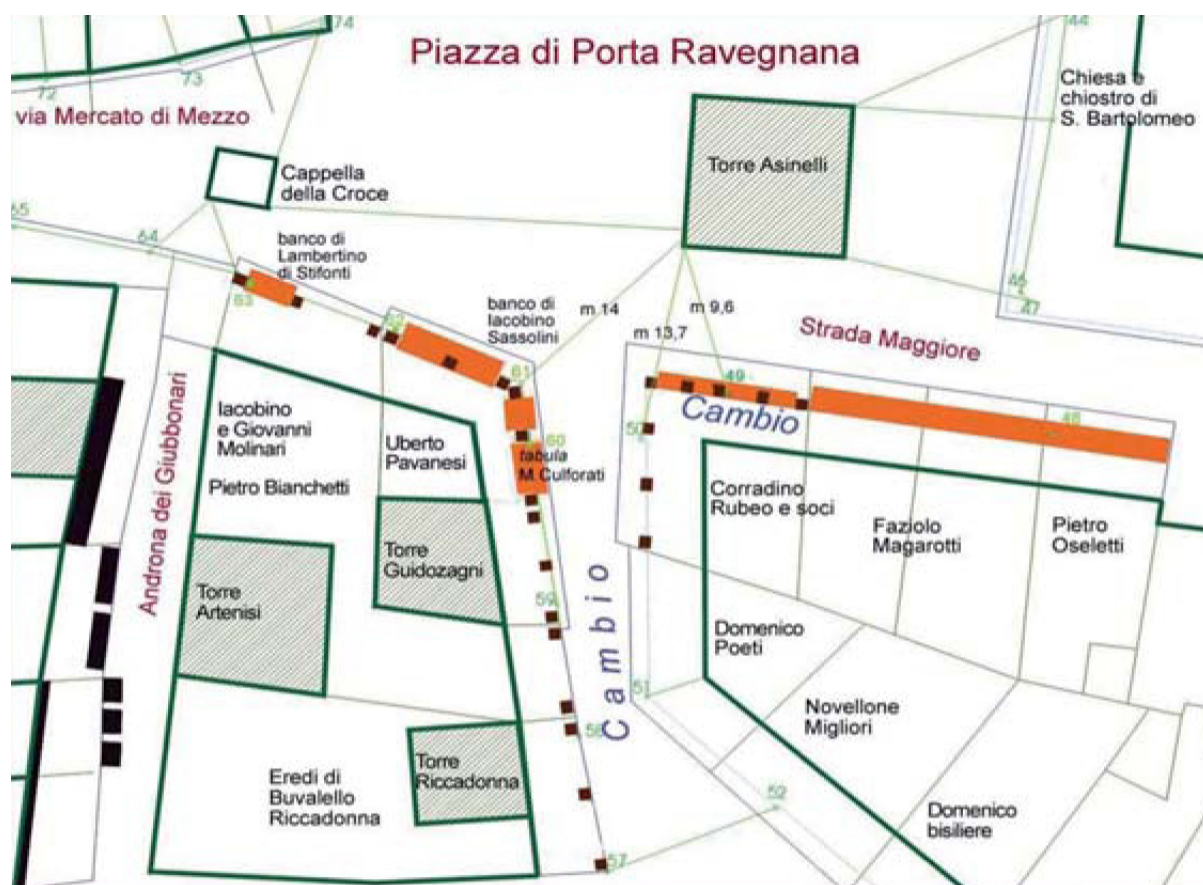 74
Piazza di Porta Ravegnana
44
72
73
Chiesa e
chiostro di
S. Bartolomeo
via Mercato di Mezzo
Cappella
della Croce
Torre Asinelli
65
64
banco di
Lambertino
di Stifonti
63
banco di
Iacobino
Sassolini
m 14
m 9,6
m 13,7
47
Strada Maggiore
61
49
Cambio
48
50
60
tabula
M. Culforati
Androna dei Giubbonari
Iacobino
e Giovanni
Molinari
Pietro Bianchetti
Uberto
Pavanesi
Corradino
Rubeo e soci
Faziolo
Magarotti
Pietro
Oseletti
Torre
Guidozagni
Torre
Artenisi
59
Cambio
Domenico
Poeti
51
Novellone
Migliori
58
Torre
Riccadonna
Eredi di
Buvalello
Riccadonna
52
Domenico
bisiliere
57